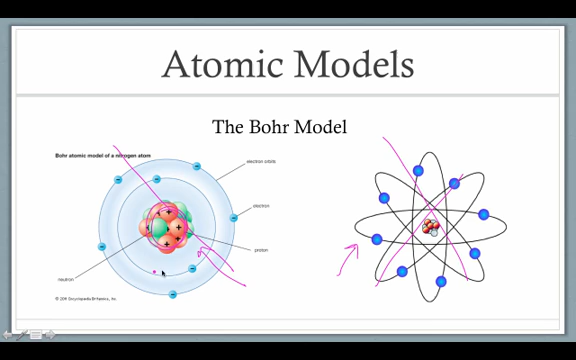 Atomic Models
The Bohr Model
Bohr atomic model of a nitrogen atom
electron orbits
electron
proton
neutron